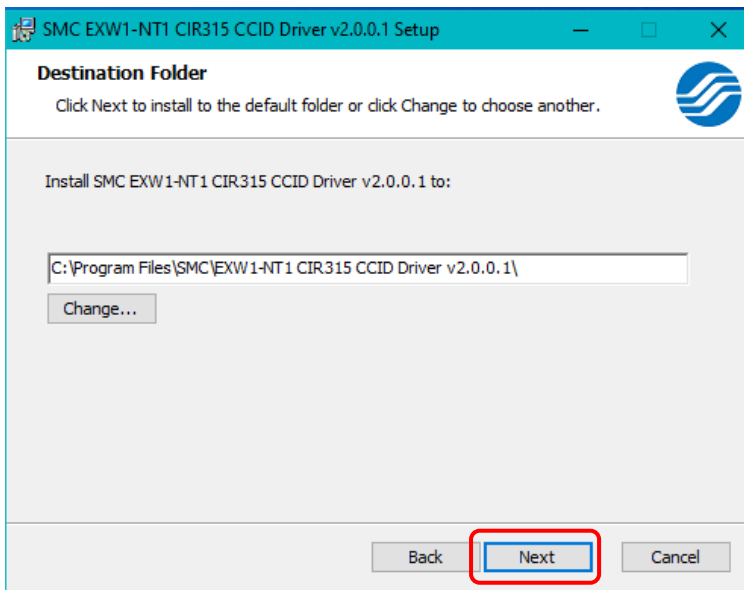 SMC EXW1-NT1 CIR315 CCID Driver v2.0.0.1 Setup
Destination Folder
Click Next to install to the default folder or click Change to choose another.
Install SMC EXW1-NT1 CIR315 CCID Driver v2.0.0.1 to:
C:\Program Files\SMC\EXW1-NT1 CIR315 CCID Driver v2.0.0.1\
Change...
Back Next Cancel